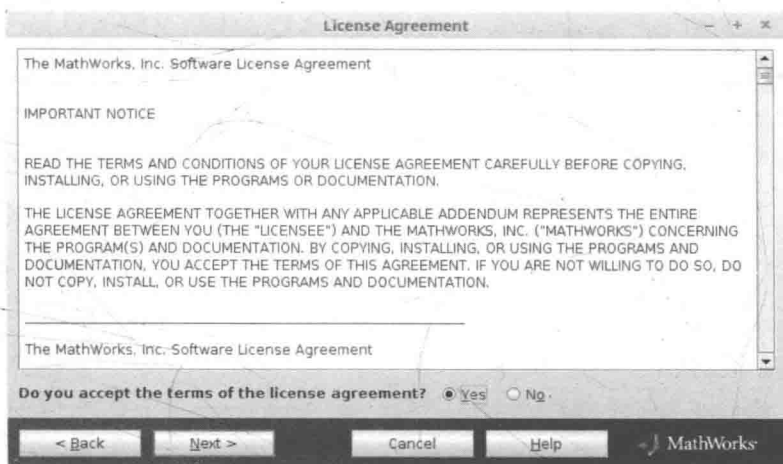 License Agreement
The MathWorks, Inc. Software License Agreement
IMPORTANT NOTICE
READ THE TERMS AND CONDITIONS OF YOUR LICENSE AGREEMENT CAREFULLY BEFORE COPYING,
INSTALLING, OR USING THE PROGRAMS OR DOCUMENTATION.
THE LICENSE AGREEMENT TOGETHER WITH ANY APPLICABLE ADDENDUM REPRESENTS THE ENTIRE
AGREEMENT BETWEEN YOU (THE "LICENSEE") AND THE MATHWORKS, INC. ("MATHWORKS") CONCERNING
THE PROGRAM(S) AND DOCUMENTATION. BY COPYING, INSTALLING, OR USING THE PROGRAMS AND
DOCUMENTATION, YOU ACCEPT THE TERMS OF THIS AGREEMENT. IF YOU ARE NOT WILLING TO DO SO, DO
NOT COPY, INSTALL, OR USE THE PROGRAMS AND DOCUMENTATION.
The MathWorks, Inc. Software License Agreement
Do you accept the terms of the license agreement? Yes No
< Back Next > Cancel Help MathWorks